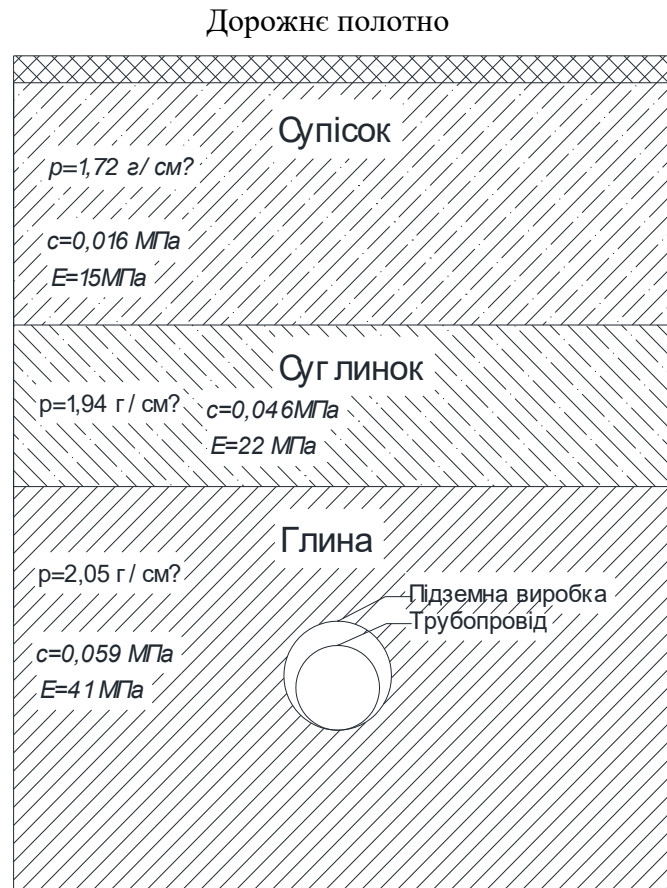 Дорожнє полотно
Супісок
р=1,72 г/ см?
с=0,016 МПа
Е=15МПа
Суглинок
р=1,94 г / см? с=0,046МПа
Е=22 МПа
Глина
р=2,05 г / см?
Підземна виробка
Трубопровід
с=0,059 МПа
Е=41МПа